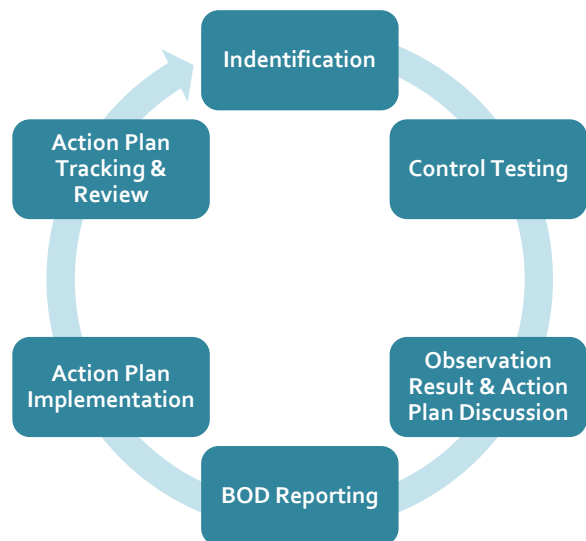 Indentification
Control Testing
Observation
Result & Action
Plan Discussion
BOD Reporting
Action Plan
Implementation
Action Plan
Tracking &
Review